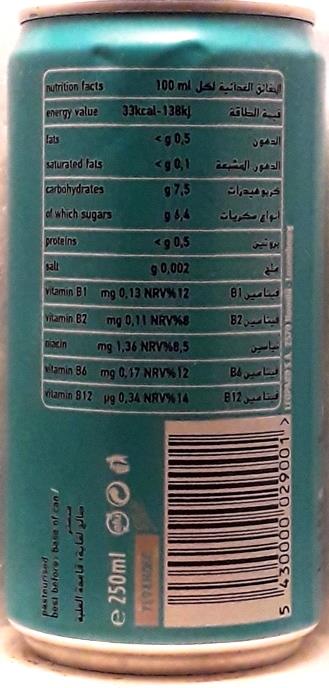 nutrition facts 100 ml الحقائق الغذائية لكل
energy value 33kcal-138kj قيمة الطاقة
fats <g 0,5 الدهون
saturated fats <g 0,1 الدهون المشبعة
carbohydrates g 7,5 كربوهيدرات
of which sugars g 6,4 أنواع سكريات
proteins <g 0,5 بروتين
salt g 0,002 ملح
vitamin B1 mg 0,13 NRV%12 فيتامين B1
vitamin B2 mg 0,11 NRV%8 فيتامين B2
niacin mg 1,36 NRV%8,5 نياسين
vitamin B6 mg 0,17 NRV%12 فيتامين B6
vitamin B12 µg 0,34 NRV%14 فيتامين B12
pasteurised
best before: base of can /
صالح لغاية: قاعدة العلبة
e 250ml
5 430000 029001 >